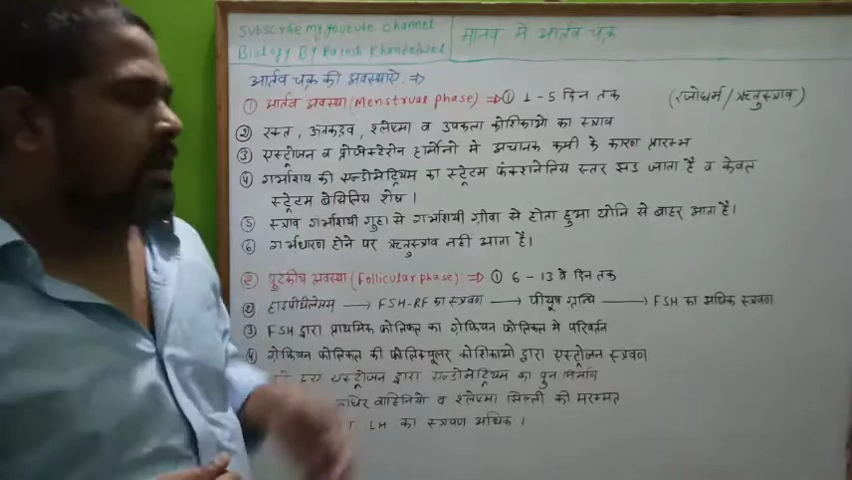 Subscribe my youtube channel
Biology By Rajesh Khandelwal
मानव में आर्तव चक्र
आर्तव चक्र की अवस्थाऐ ⇒
① आर्तव अवस्था (Menstrual phase) ⇒ ① 1 - 5 दिन तक (रजोधर्म / ऋतुस्त्राव)
② रक्त, ऊतकद्रव, श्लेष्मा व उपकला कोशिकाओ का स्त्राव
③ एस्ट्रोजन व प्रोजेस्टेरोन हार्मोनो मे अचानक कमी के कारण प्रारम्भ
④ गर्भाशय की एन्डोमेट्रियम का स्ट्रेटम फंक्शनेलिस स्तर झड जाता है व केवल
स्ट्रेटम बेसिलिस शेष।
⑤ स्त्राव गर्भाशयी गुहा से गर्भाशयी ग्रीवा से होता हुआ योनि से बाहर आता है।
⑥ गर्भधारण होने पर ऋतुस्त्राव नही आता है।
② पुटकीय अवस्था (Follicular phase) ⇒ ① 6 - 13 वे दिन तक
② हाइपोथेलेमस → FSH-RF का स्त्रवण → पीयूष ग्रन्थि → FSH का अधिक स्त्रवण
③ FSH द्वारा प्राथमिक फोलिकल का ग्रेफियन फोलिकल मे परिवर्तन
④ ग्रेफियन फोलिकल की फोलिक्यूलर कोशिकाओ द्वारा एस्ट्रोजन स्त्रवण
एस्ट्रोजन द्वारा एन्डोमेट्रियम का पुन निर्माण
रूधिर वाहिनियो व श्लेष्मा झिल्ली की मरम्मत
LH का स्त्रवण अधिक।